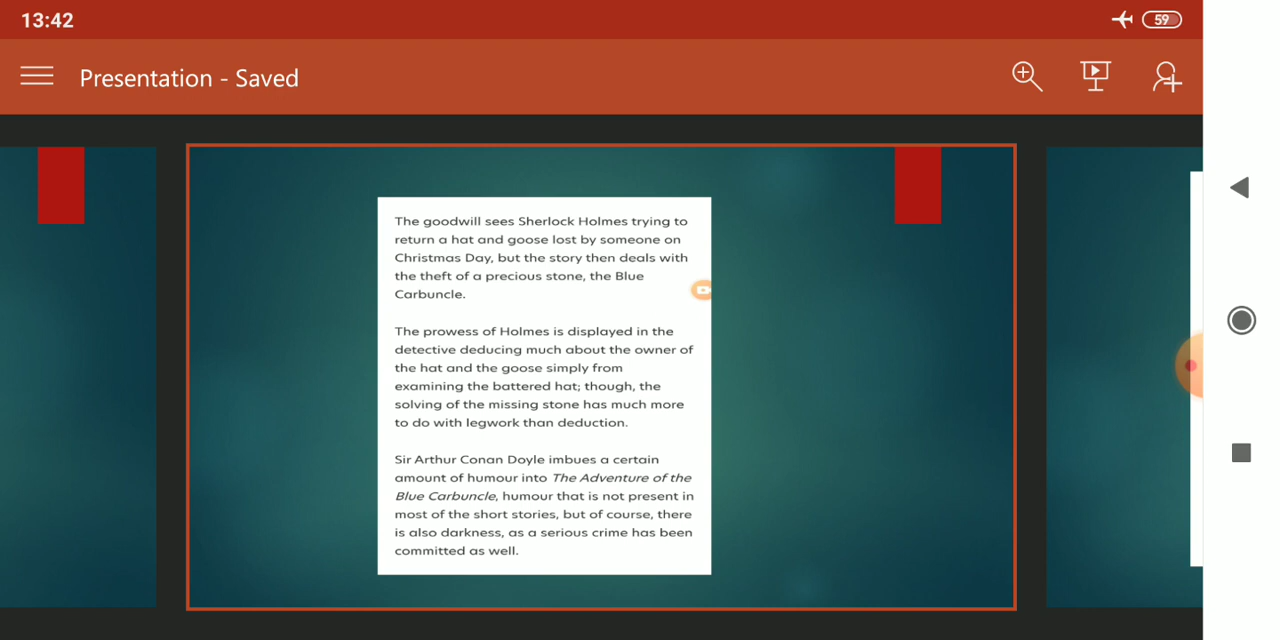 13:42
59
Presentation - Saved
The goodwill sees Sherlock Holmes trying to
return a hat and goose lost by someone on
Christmas Day, but the story then deals with
the theft of a precious stone, the Blue
Carbuncle.
The prowess of Holmes is displayed in the
detective deducing much about the owner of
the hat and the goose simply from
examining the battered hat; though, the
solving of the missing stone has much more
to do with legwork than deduction.
Sir Arthur Conan Doyle imbues a certain
amount of humour into The Adventure of the
Blue Carbuncle, humour that is not present in
most of the short stories, but of course, there
is also darkness, as a serious crime has been
committed as well.